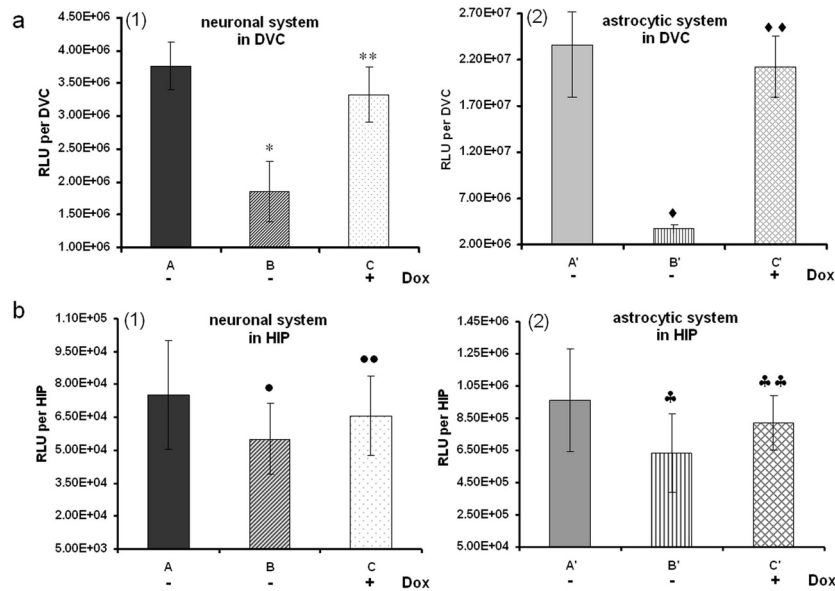 a
(1)
neuronal system
in DVC
RLU per DVC
4.50E+06
4.00E+06
3.50E+06
3.00E+06
2.50E+06
2.00E+06
1.50E+06
1.00E+06
*
**
A B C
- - + Dox
(2)
astrocytic system
in DVC
RLU per DVC
2.70E+07
2.20E+07
1.70E+07
1.20E+07
7.00E+06
2.00E+06
♦
♦ ♦
A' B' C'
- - + Dox
b
(1)
neuronal system
in HIP
RLU per HIP
1.10E+05
9.50E+04
8.00E+04
6.50E+04
5.00E+04
3.50E+04
2.00E+04
5.00E+03
●
●●
A B C
- - + Dox
(2)
astrocytic system
in HIP
RLU per HIP
1.45E+06
1.25E+06
1.05E+06
8.50E+05
6.50E+05
4.50E+05
2.50E+05
5.00E+04
♣
♣ ♣
A' B' C'
- - + Dox